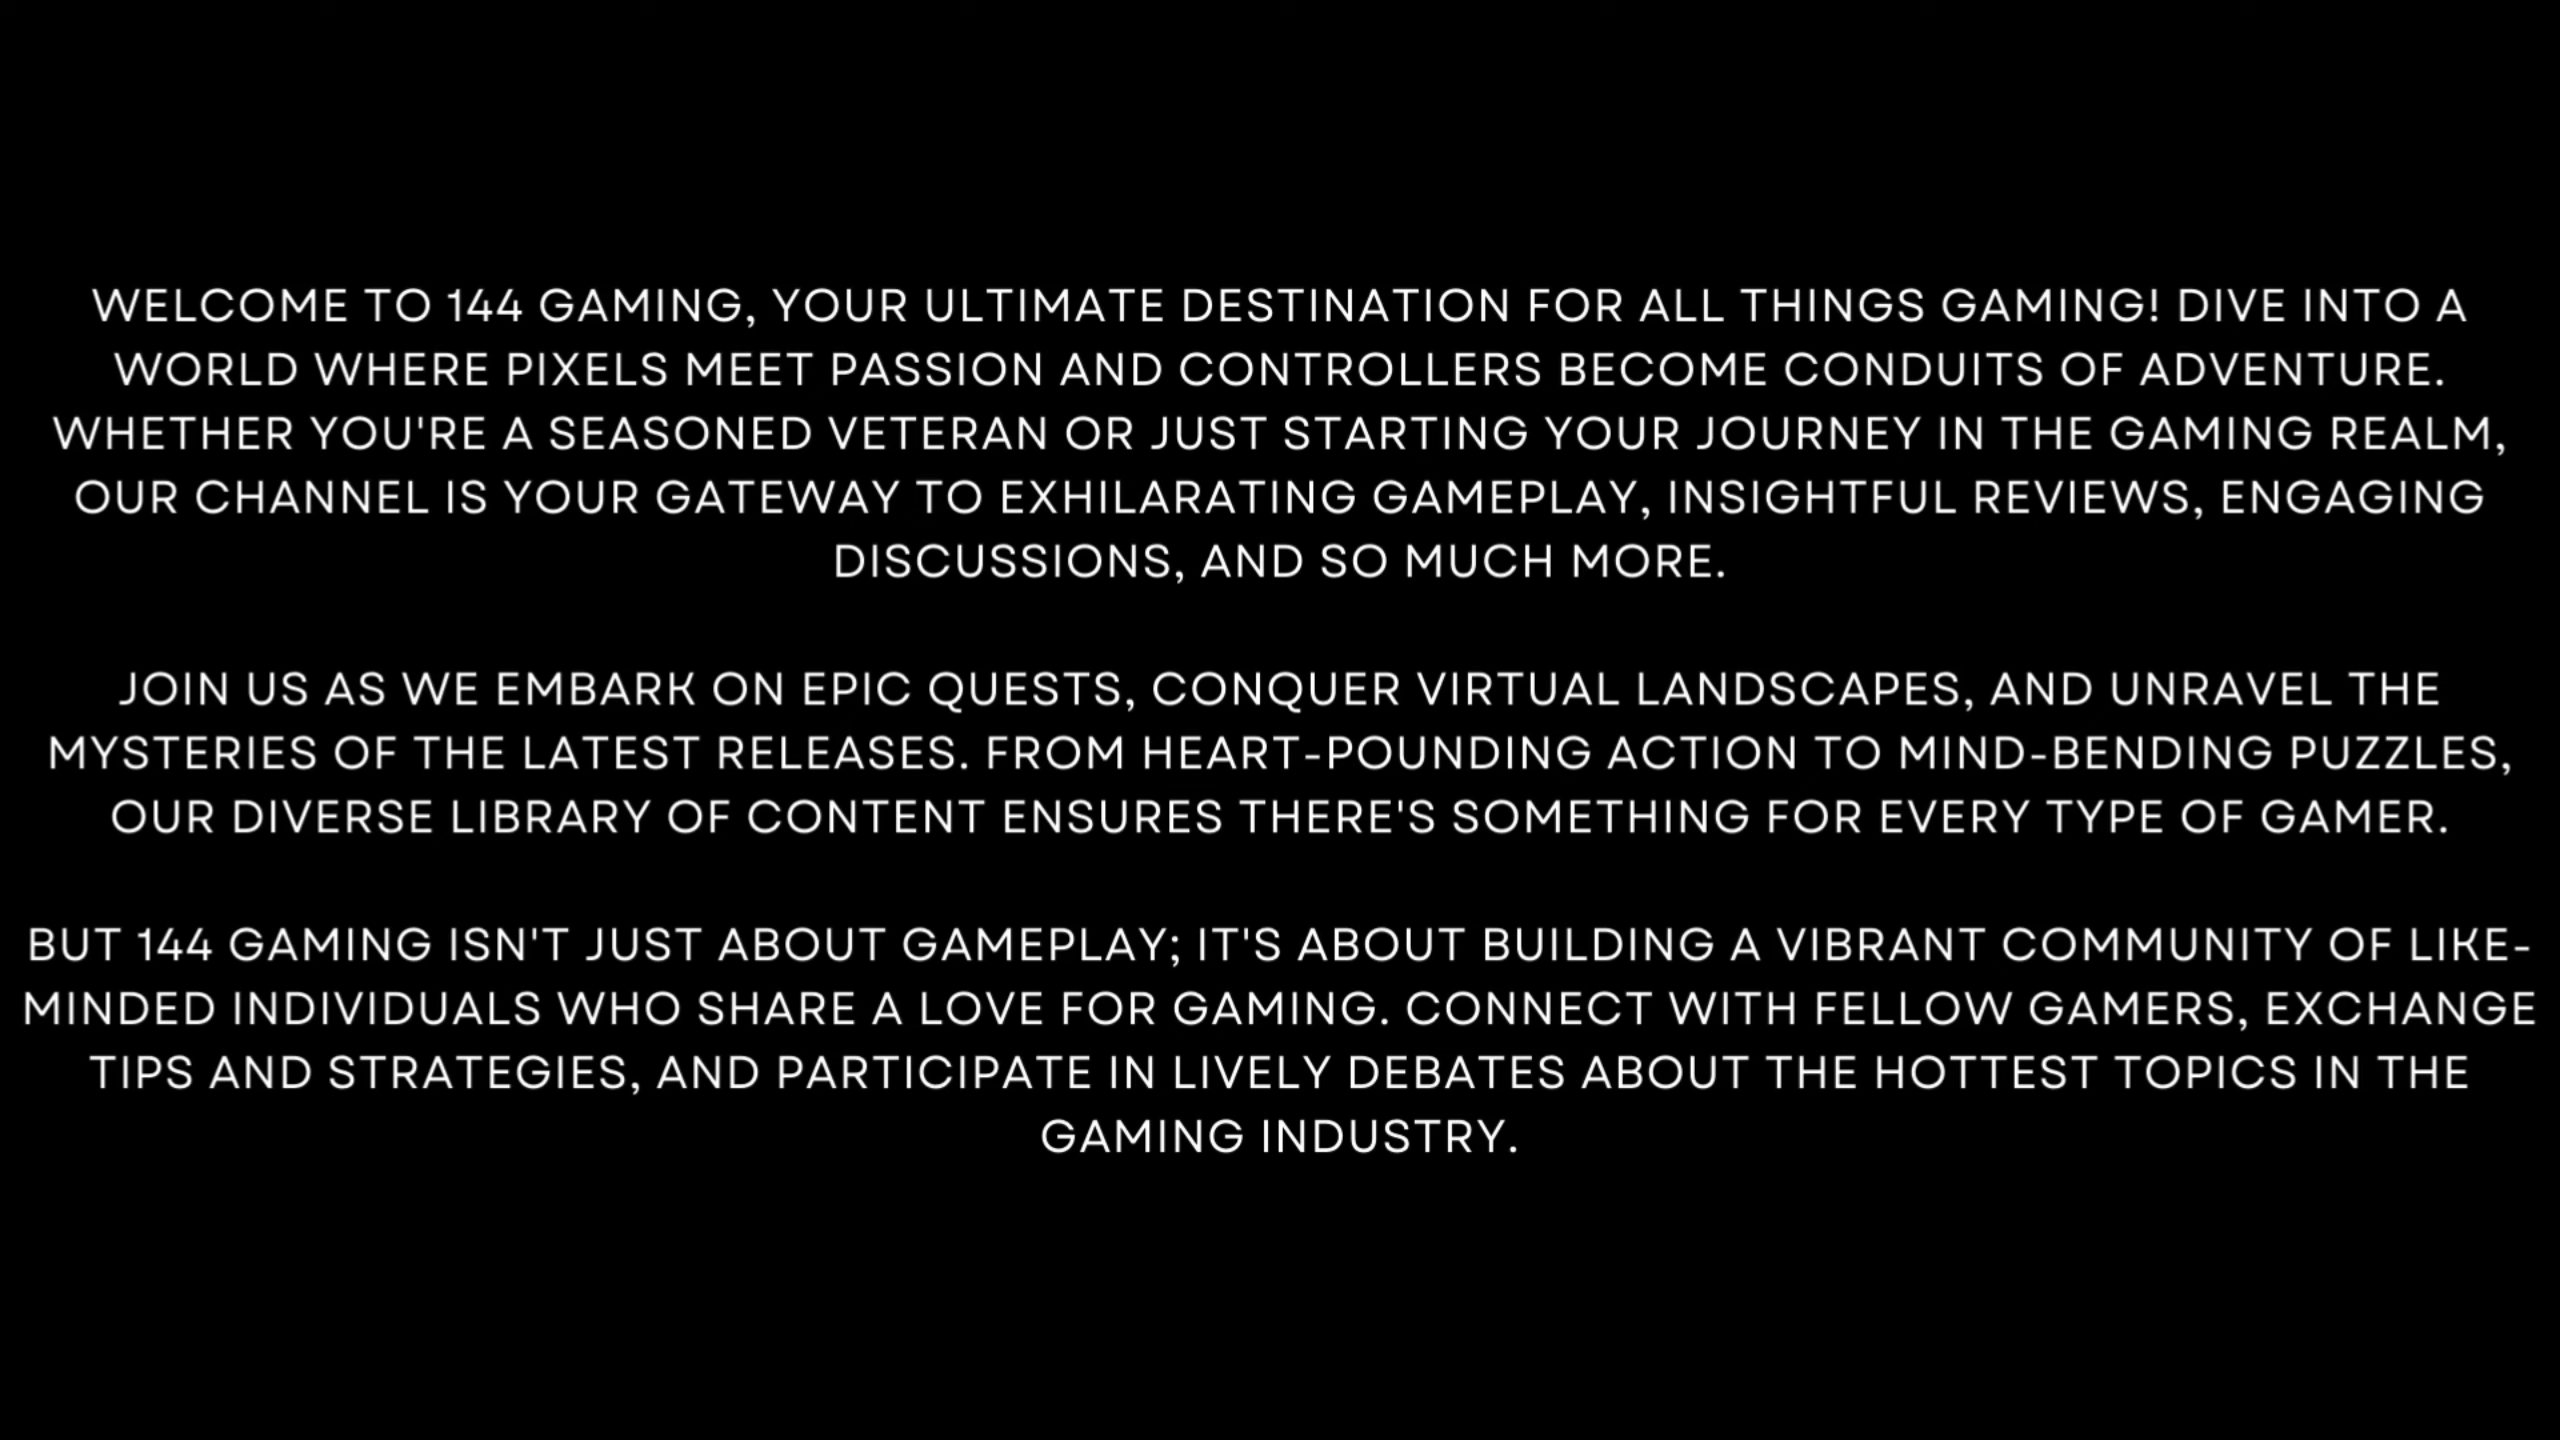 WELCOME TO 144 GAMING, YOUR ULTIMATE DESTINATION FOR ALL THINGS GAMING! DIVE INTO A
WORLD WHERE PIXELS MEET PASSION AND CONTROLLERS BECOME CONDUITS OF ADVENTURE.
WHETHER YOU'RE A SEASONED VETERAN OR JUST STARTING YOUR JOURNEY IN THE GAMING REALM,
OUR CHANNEL IS YOUR GATEWAY TO EXHILARATING GAMEPLAY, INSIGHTFUL REVIEWS, ENGAGING
DISCUSSIONS, AND SO MUCH MORE.
JOIN US AS WE EMBARK ON EPIC QUESTS, CONQUER VIRTUAL LANDSCAPES, AND UNRAVEL THE
MYSTERIES OF THE LATEST RELEASES. FROM HEART-POUNDING ACTION TO MIND-BENDING PUZZLES,
OUR DIVERSE LIBRARY OF CONTENT ENSURES THERE'S SOMETHING FOR EVERY TYPE OF GAMER.
BUT 144 GAMING ISN'T JUST ABOUT GAMEPLAY; IT'S ABOUT BUILDING A VIBRANT COMMUNITY OF LIKE-
MINDED INDIVIDUALS WHO SHARE A LOVE FOR GAMING. CONNECT WITH FELLOW GAMERS, EXCHANGE
TIPS AND STRATEGIES, AND PARTICIPATE IN LIVELY DEBATES ABOUT THE HOTTEST TOPICS IN THE
GAMING INDUSTRY.